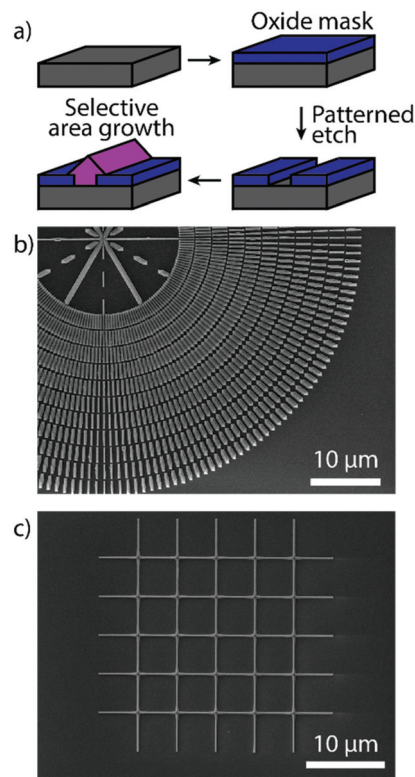 a)
Oxide mask
Selective
area growth
Patterned
etch
b)
10 µm
c)
10 µm